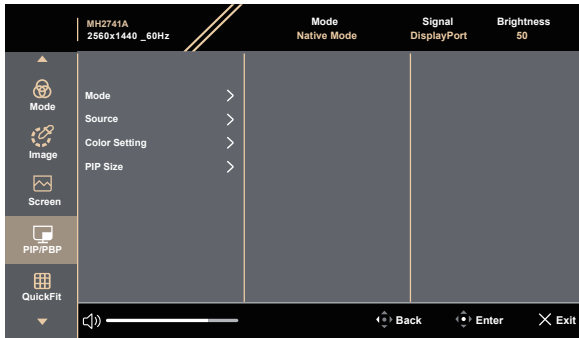 MH2741A
2560x1440 _60Hz
Mode
Native Mode
Signal
DisplayPort
Brightness
50
Mode
Image
Screen
PIP/PBP
QuickFit
Mode
Source
Color Setting
PIP Size
Back
Enter
Exit